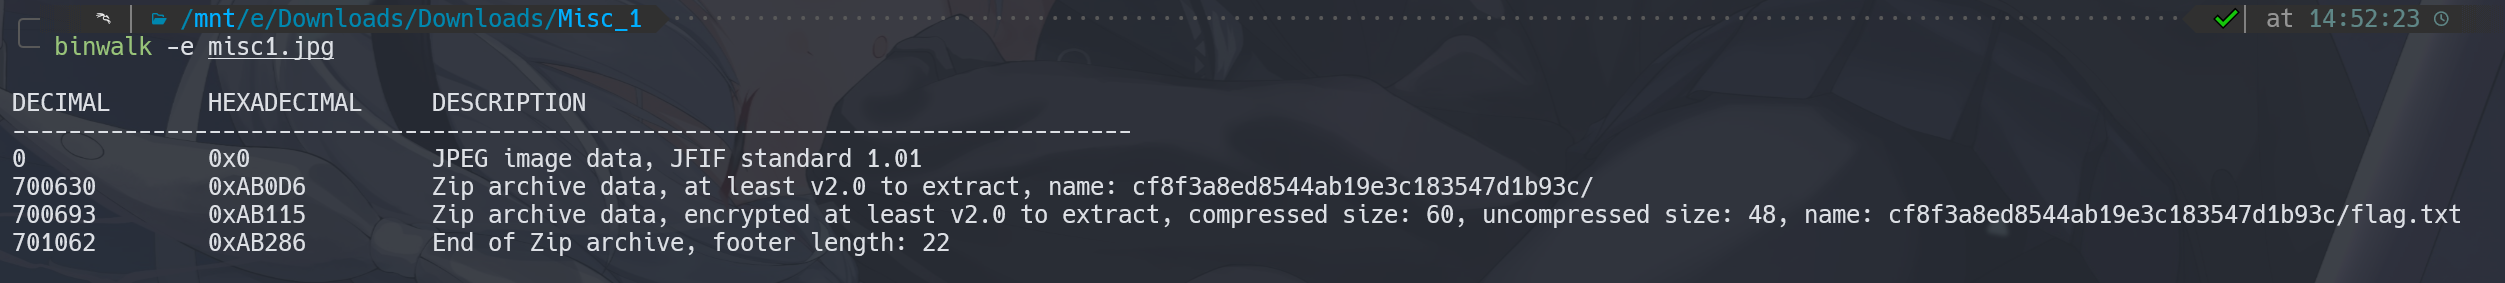 /mnt/e/Downloads/Downloads/Misc_1 at 14:52:23
binwalk -e misc1.jpg
DECIMAL HEXADECIMAL DESCRIPTION
--------------------------------------------------------------------------------
0 0x0 JPEG image data, JFIF standard 1.01
700630 0xAB0D6 Zip archive data, at least v2.0 to extract, name: cf8f3a8ed8544ab19e3c183547d1b93c/
700693 0xAB115 Zip archive data, encrypted at least v2.0 to extract, compressed size: 60, uncompressed size: 48, name: cf8f3a8ed8544ab19e3c183547d1b93c/flag.txt
701062 0xAB286 End of Zip archive, footer length: 22